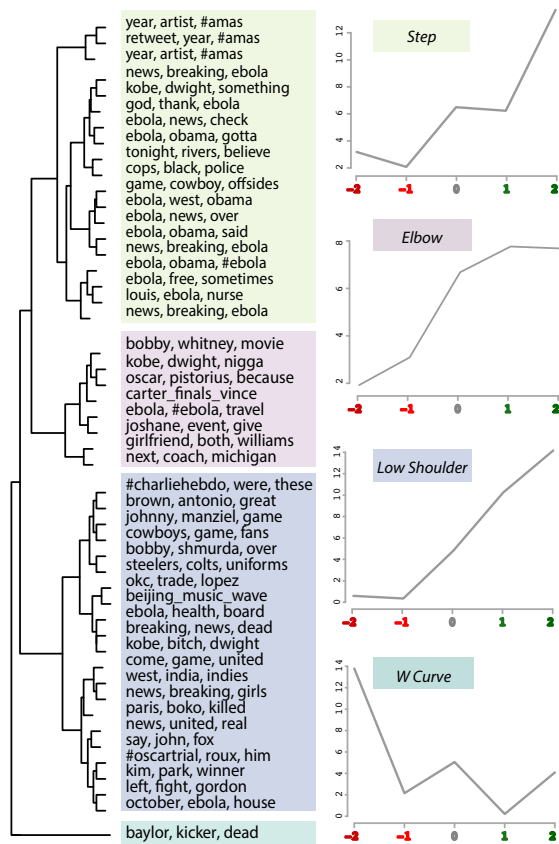 year, artist, #amas
retweet, year, #amas
year, artist, #amas
news, breaking, ebola
kobe, dwight, something
god, thank, ebola
ebola, news, check
ebola, obama, gotta
tonight, rivers, believe
cops, black, police
game, cowboy, offsides
ebola, west, obama
ebola, news, over
ebola, obama, said
news, breaking, ebola
ebola, obama, #ebola
ebola, free, sometimes
louis, ebola, nurse
news, breaking, ebola
bobby, whitney, movie
kobe, dwight, nigga
oscar, pistorius, because
carter_finals_vince
ebola, #ebola, travel
joshane, event, give
girlfriend, both, williams
next, coach, michigan
#charliehebdo, were, these
brown, antonio, great
johnny, manziel, game
cowboys, game, fans
bobby, shmurda, over
steelers, colts, uniforms
okc, trade, lopez
beijing_music_wave
ebola, health, board
breaking, news, dead
kobe, bitch, dwight
come, game, united
west, india, indies
news, breaking, girls
paris, boko, killed
news, united, real
say, john, fox
#oscartrial, roux, him
kim, park, winner
left, fight, gordon
october, ebola, house
baylor, kicker, dead
Step
12
10
8
6
4
2
-2 -1 0 1 2
Elbow
8
6
4
2
-2 -1 0 1 2
Low Shoulder
14
12
10
8
6
4
2
0
-2 -1 0 1 2
W Curve
14
12
10
8
6
4
2
0
-2 -1 0 1 2